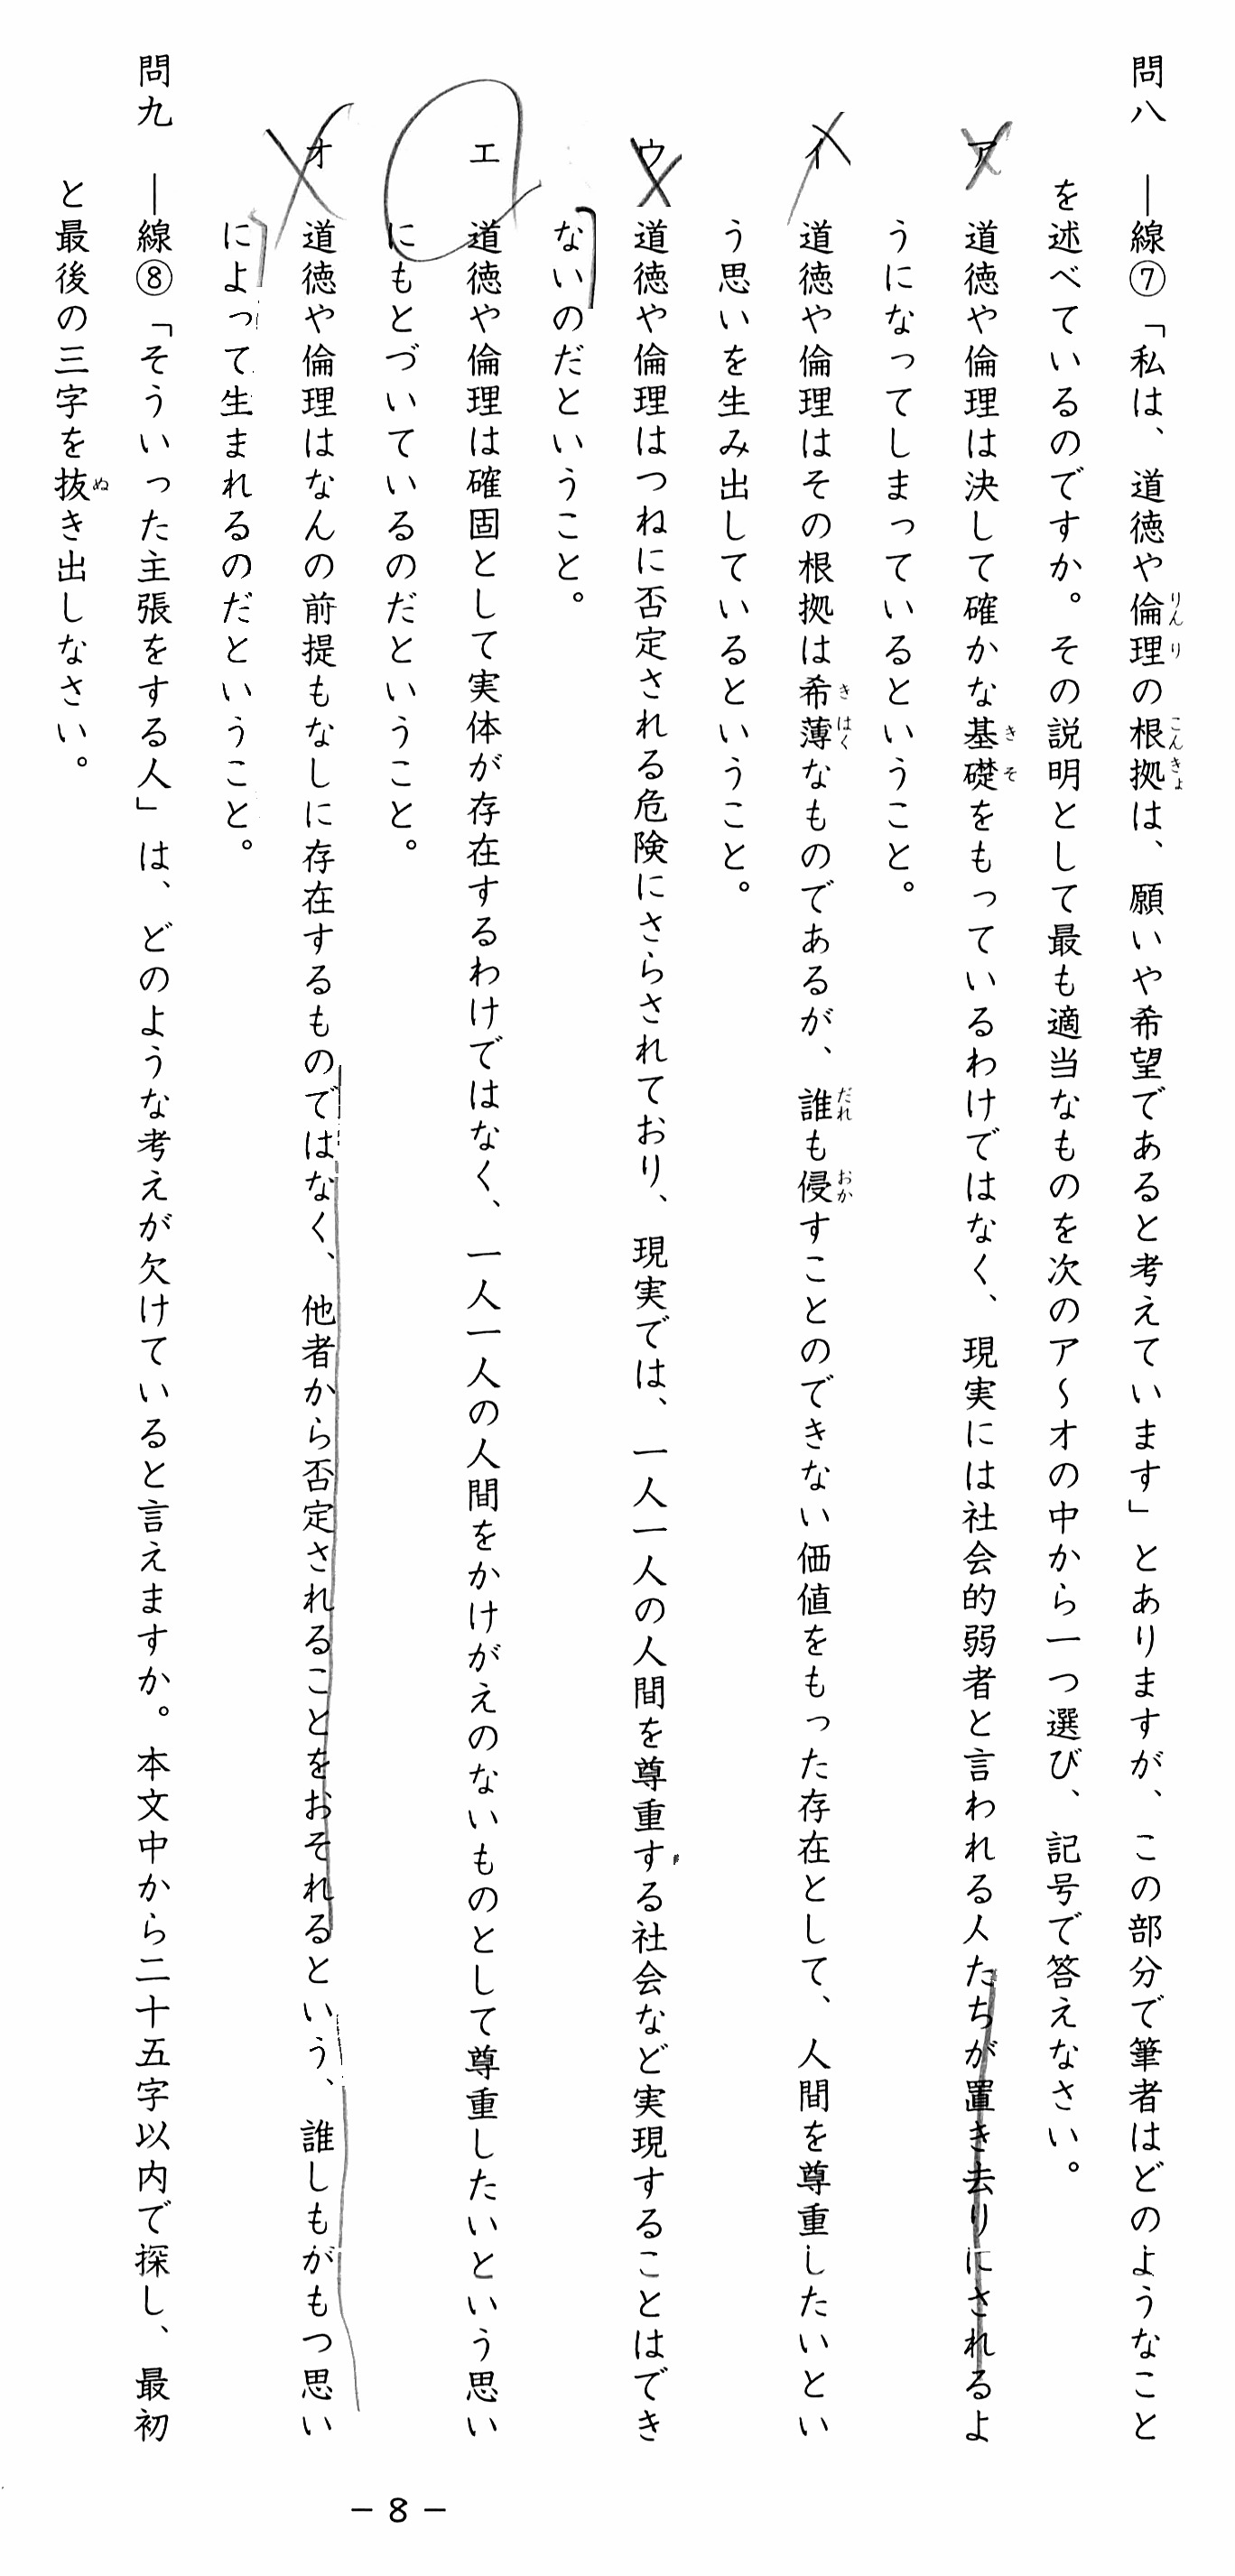 問八　―線⑦「私は、道徳や倫理の根拠は、願いや希望であると考えています」とありますが、この部分で筆者はどのようなこと
を述べているのですか。その説明として最も適当なものを次のア～オの中から一つ選び、記号で答えなさい。
ア　道徳や倫理は決して確かな基礎をもっているわけではなく、現実には社会的弱者と言われる人たちが置き去りにされるよ
うになってしまっているということ。
イ　道徳や倫理はその根拠は希薄なものであるが、誰も侵すことのできない価値をもった存在として、人間を尊重したいとい
う思いを生み出しているということ。
ウ　道徳や倫理はつねに否定される危険にさらされており、現実では、一人一人の人間を尊重する社会など実現することはでき
ないのだということ。
エ　道徳や倫理は確固として実体が存在するわけではなく、一人一人の人間をかけがえのないものとして尊重したいという思い
にもとづいているのだということ。
オ　道徳や倫理はなんの前提もなしに存在するものではなく、他者から否定されることをおそれるという、誰しもがもつ思い
によって生まれるのだということ。
問九　―線⑧「そういった主張をする人」は、どのような考えが欠けていると言えますか。本文中から二十五字以内で探し、最初
と最後の三字を抜き出しなさい。
－8－